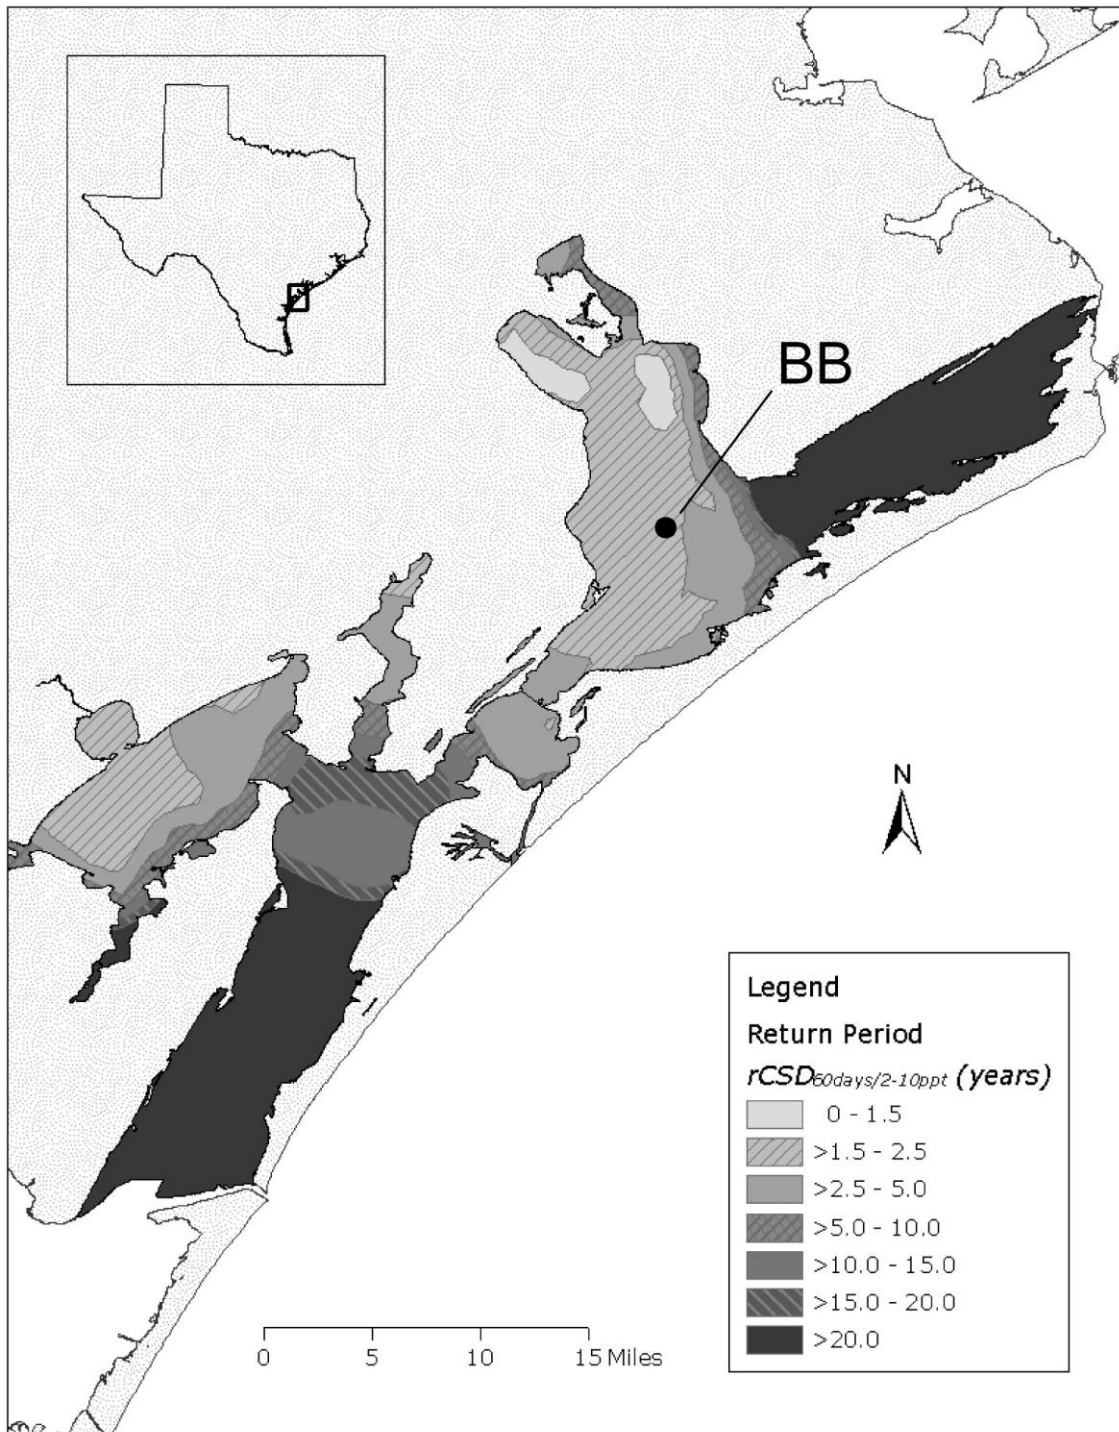 BB
N
Legend
Return Period
rCSD60days/2-10ppt (years)
0 - 1.5
>1.5 - 2.5
>2.5 - 5.0
>5.0 - 10.0
>10.0 - 15.0
>15.0 - 20.0
>20.0
0 5 10 15 Miles